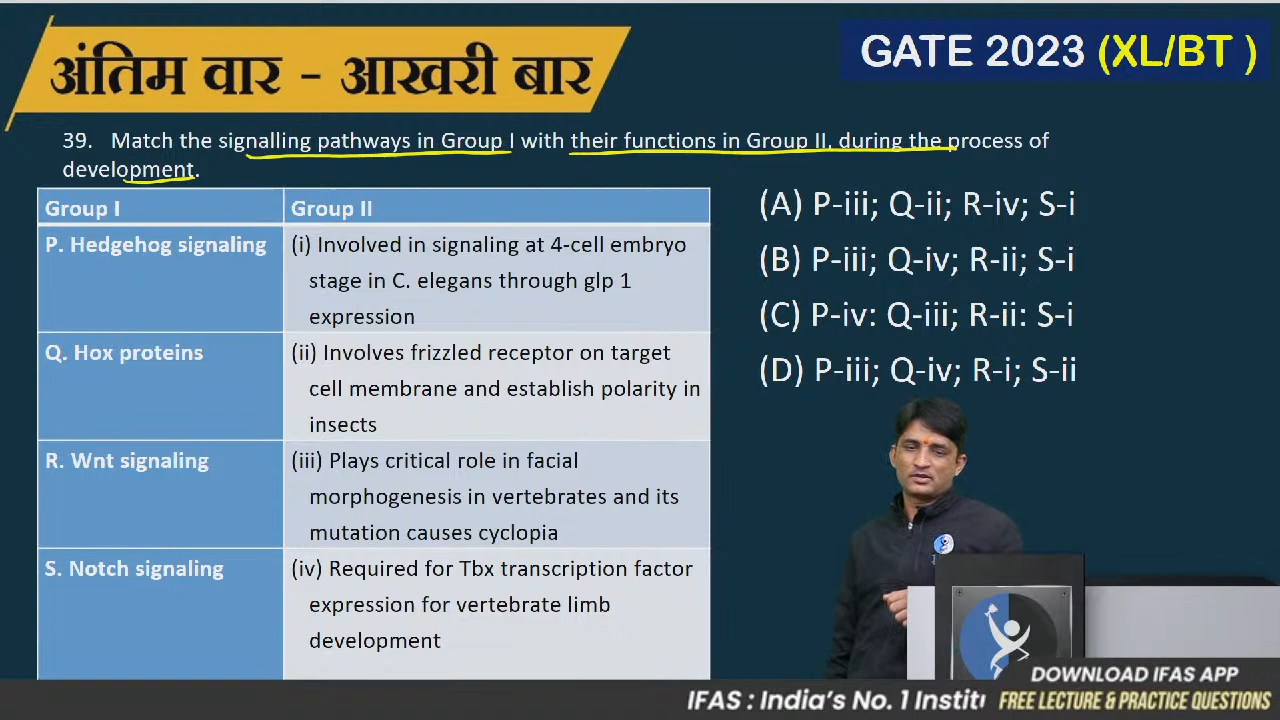 अंतिम वार - आखरी बार
GATE 2023 (XL/BT )
39. Match the signalling pathways in Group I with their functions in Group II, during the process of
development.
Group I
Group II
P. Hedgehog signaling
(i) Involved in signaling at 4-cell embryo
stage in C. elegans through glp 1
expression
Q. Hox proteins
(ii) Involves frizzled receptor on target
cell membrane and establish polarity in
insects
R. Wnt signaling
(iii) Plays critical role in facial
morphogenesis in vertebrates and its
mutation causes cyclopia
S. Notch signaling
(iv) Required for Tbx transcription factor
expression for vertebrate limb
development
(A) P-iii; Q-ii; R-iv; S-i
(B) P-iii; Q-iv; R-ii; S-i
(C) P-iv: Q-iii; R-ii: S-i
(D) P-iii; Q-iv; R-i; S-ii
DOWNLOAD IFAS APP
IFAS : India's No. 1 Instit
FREE LECTURE & PRACTICE QUESTIONS